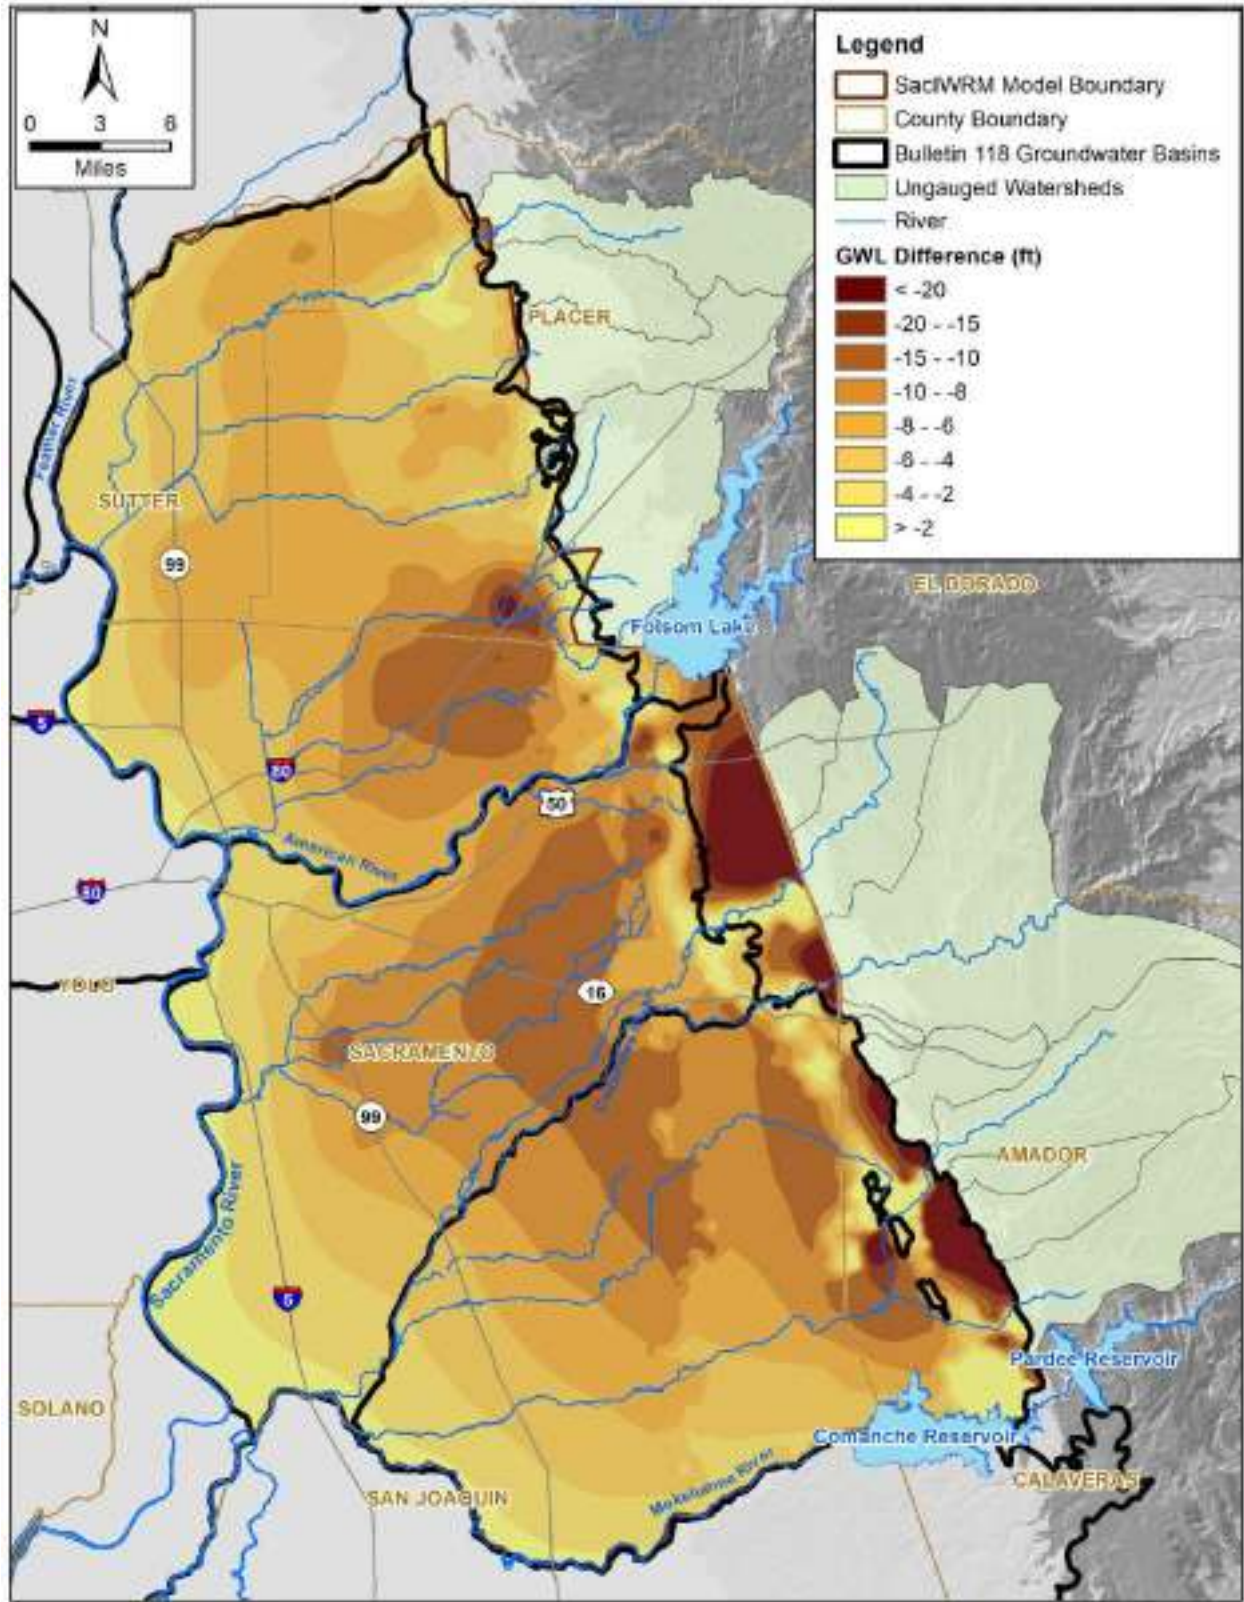 N
0 3 6
Miles
Legend
SacIWRM Model Boundary
County Boundary
Bulletin 118 Groundwater Basins
Ungauged Watersheds
River
GWL Difference (ft)
< -20
-20 - -15
-15 - -10
-10 - -8
-8 - -6
-6 - -4
-4 - -2
> -2
PLACER
Feather River
SUTTER
99
EL DORADO
Folsom Lake
5
80
50
American River
80
YOLO
16
SACRAMENTO
99
AMADOR
Sacramento River
5
Pardee Reservoir
SOLANO
Comanche Reservoir
CALAVERAS
Mokelumne River
SAN JOAQUIN